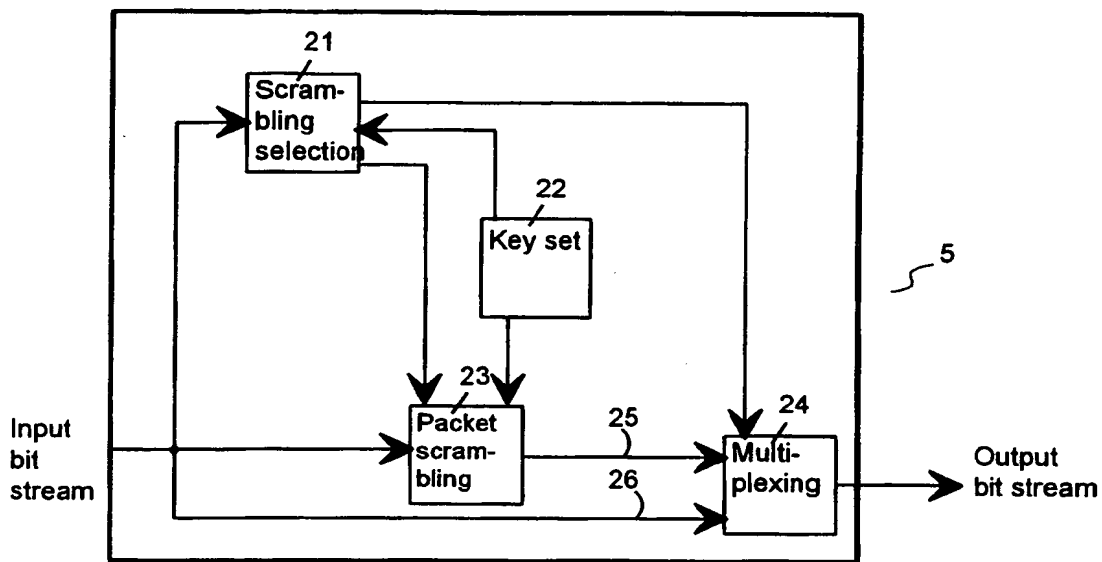 21
Scram-
bling
selection
22
Key set
5
23
Packet
scram-
bling
Input
bit
stream
25
26
24
Multi-
plexing
Output
bit stream